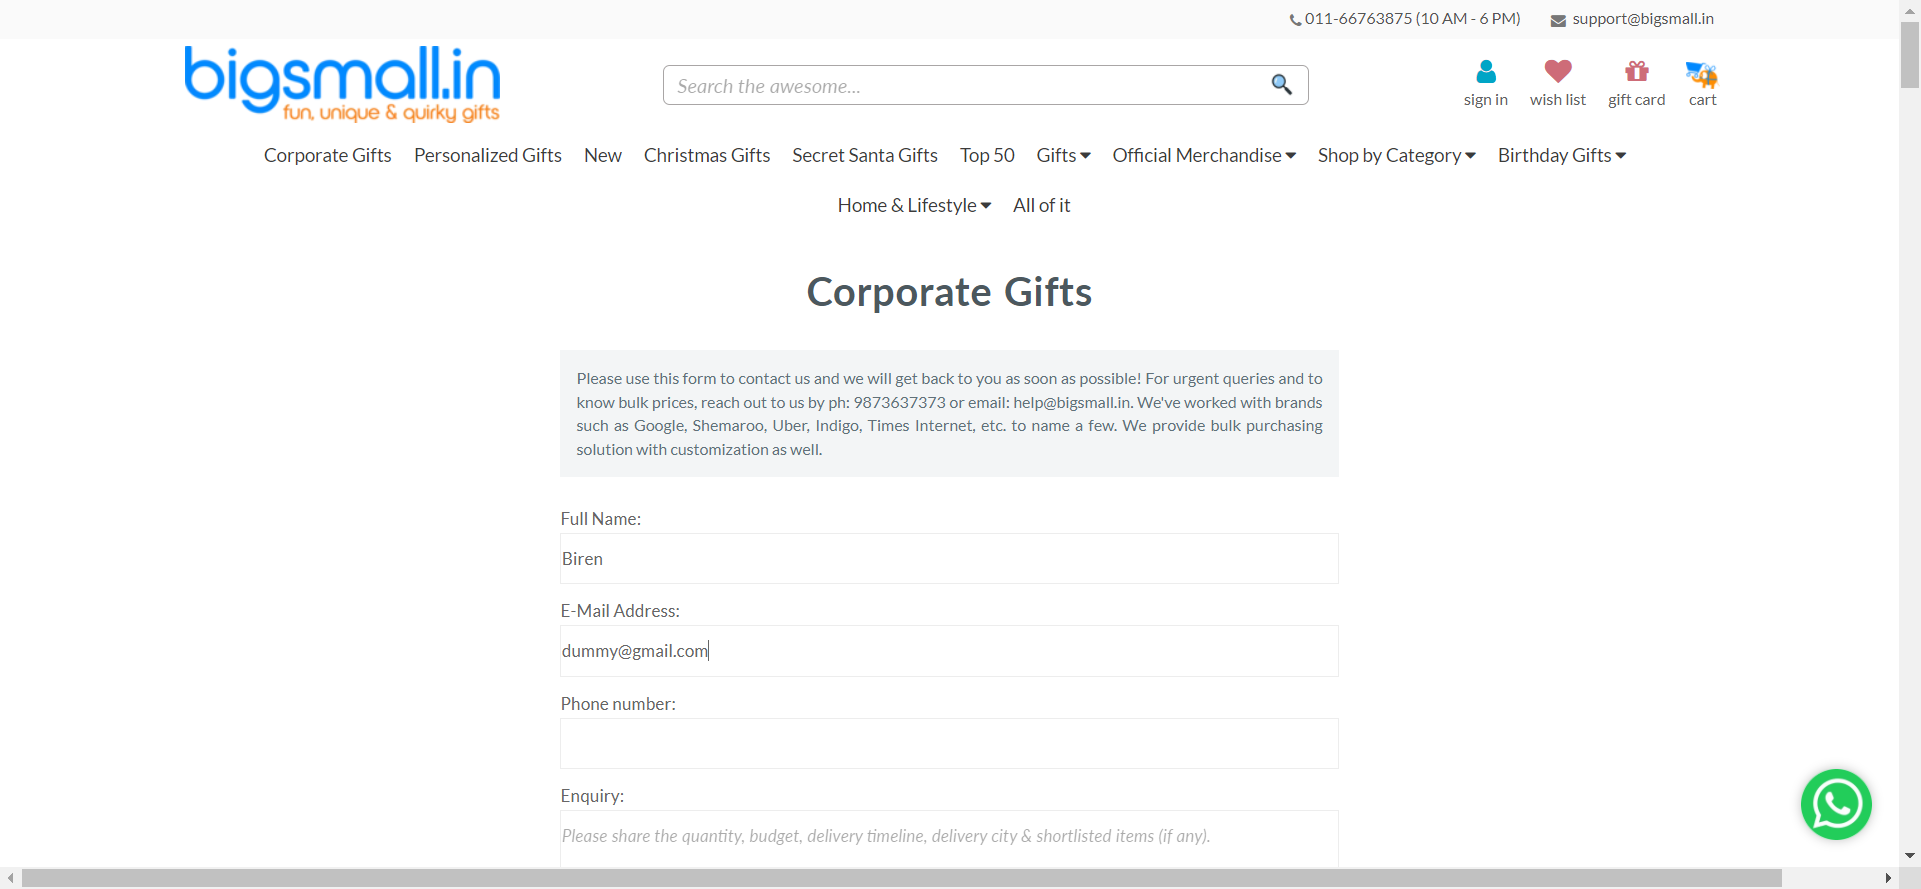 011-66763875 (10 AM - 6 PM) support@bigsmall.in
bigsmall.in
fun, unique & quirky gifts
Search the awesome...
sign in wish list gift card cart
Corporate Gifts Personalized Gifts New Christmas Gifts Secret Santa Gifts Top 50 Gifts Official Merchandise Shop by Category Birthday Gifts
Home & Lifestyle All of it
Corporate Gifts
Please use this form to contact us and we will get back to you as soon as possible! For urgent queries and to
know bulk prices, reach out to us by ph: 9873637373 or email: help@bigsmall.in. We've worked with brands
such as Google, Shemaroo, Uber, Indigo, Times Internet, etc. to name a few. We provide bulk purchasing
solution with customization as well.
Full Name:
Biren
E-Mail Address:
dummy@gmail.com
Phone number:
Enquiry:
Please share the quantity, budget, delivery timeline, delivery city & shortlisted items (if any).